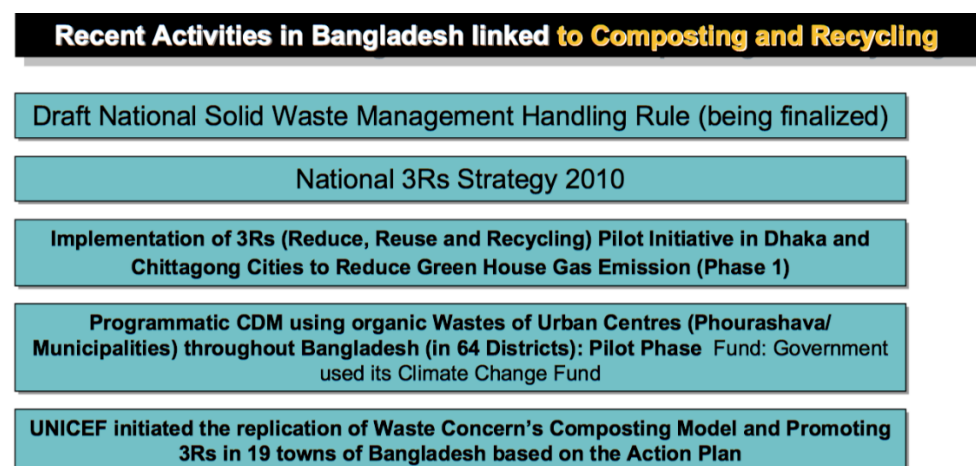 Recent Activities in Bangladesh linked to Composting and Recycling
Draft National Solid Waste Management Handling Rule (being finalized)
National 3Rs Strategy 2010
Implementation of 3Rs (Reduce, Reuse and Recycling) Pilot Initiative in Dhaka and
Chittagong Cities to Reduce Green House Gas Emission (Phase 1)
Programmatic CDM using organic Wastes of Urban Centres (Phourashava/
Municipalities) throughout Bangladesh (in 64 Districts): Pilot Phase Fund: Government
used its Climate Change Fund
UNICEF initiated the replication of Waste Concern's Composting Model and Promoting
3Rs in 19 towns of Bangladesh based on the Action Plan